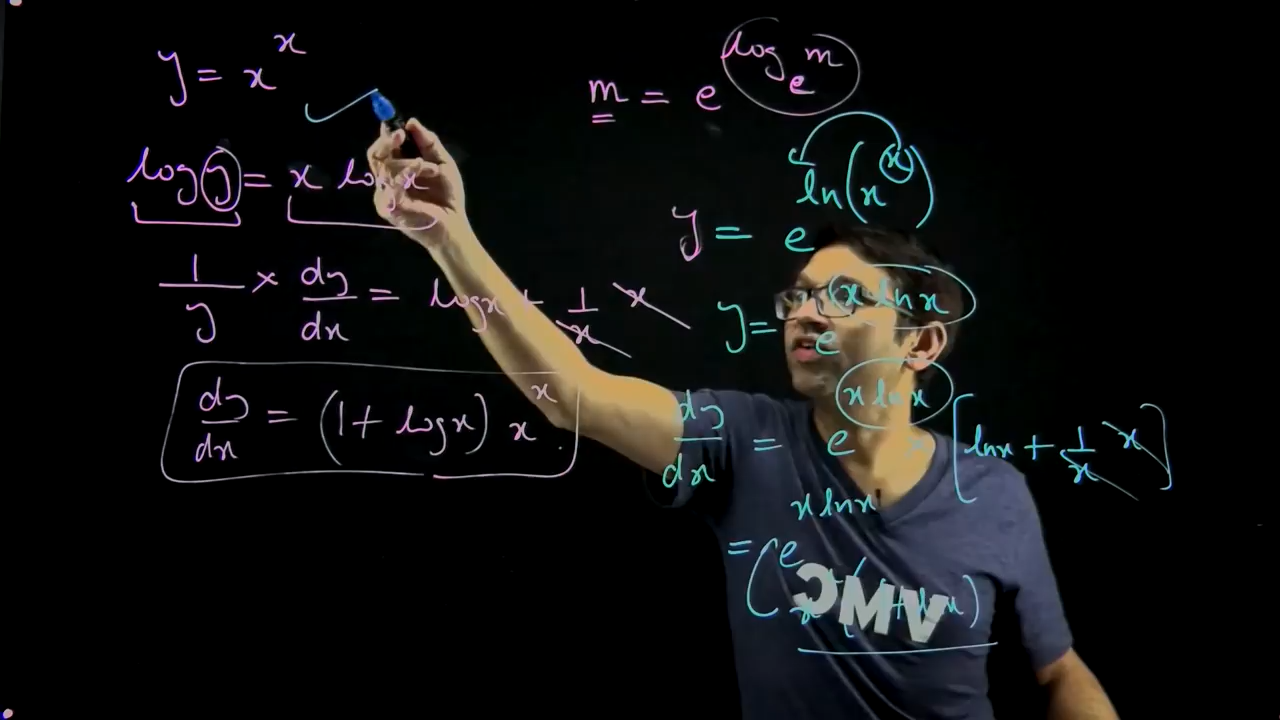 y = x^x
log y = x log x
1/y × dy/dx = log x + 1/x x
dy/dx = (1 + log x) x^x.
m = e^(log_e m)
y = e^(ln(x^x))
y = e^(x ln x)
dy/dx = e^(x ln x) × [ln x + 1/x x]
= (e^(x ln x)
VMC